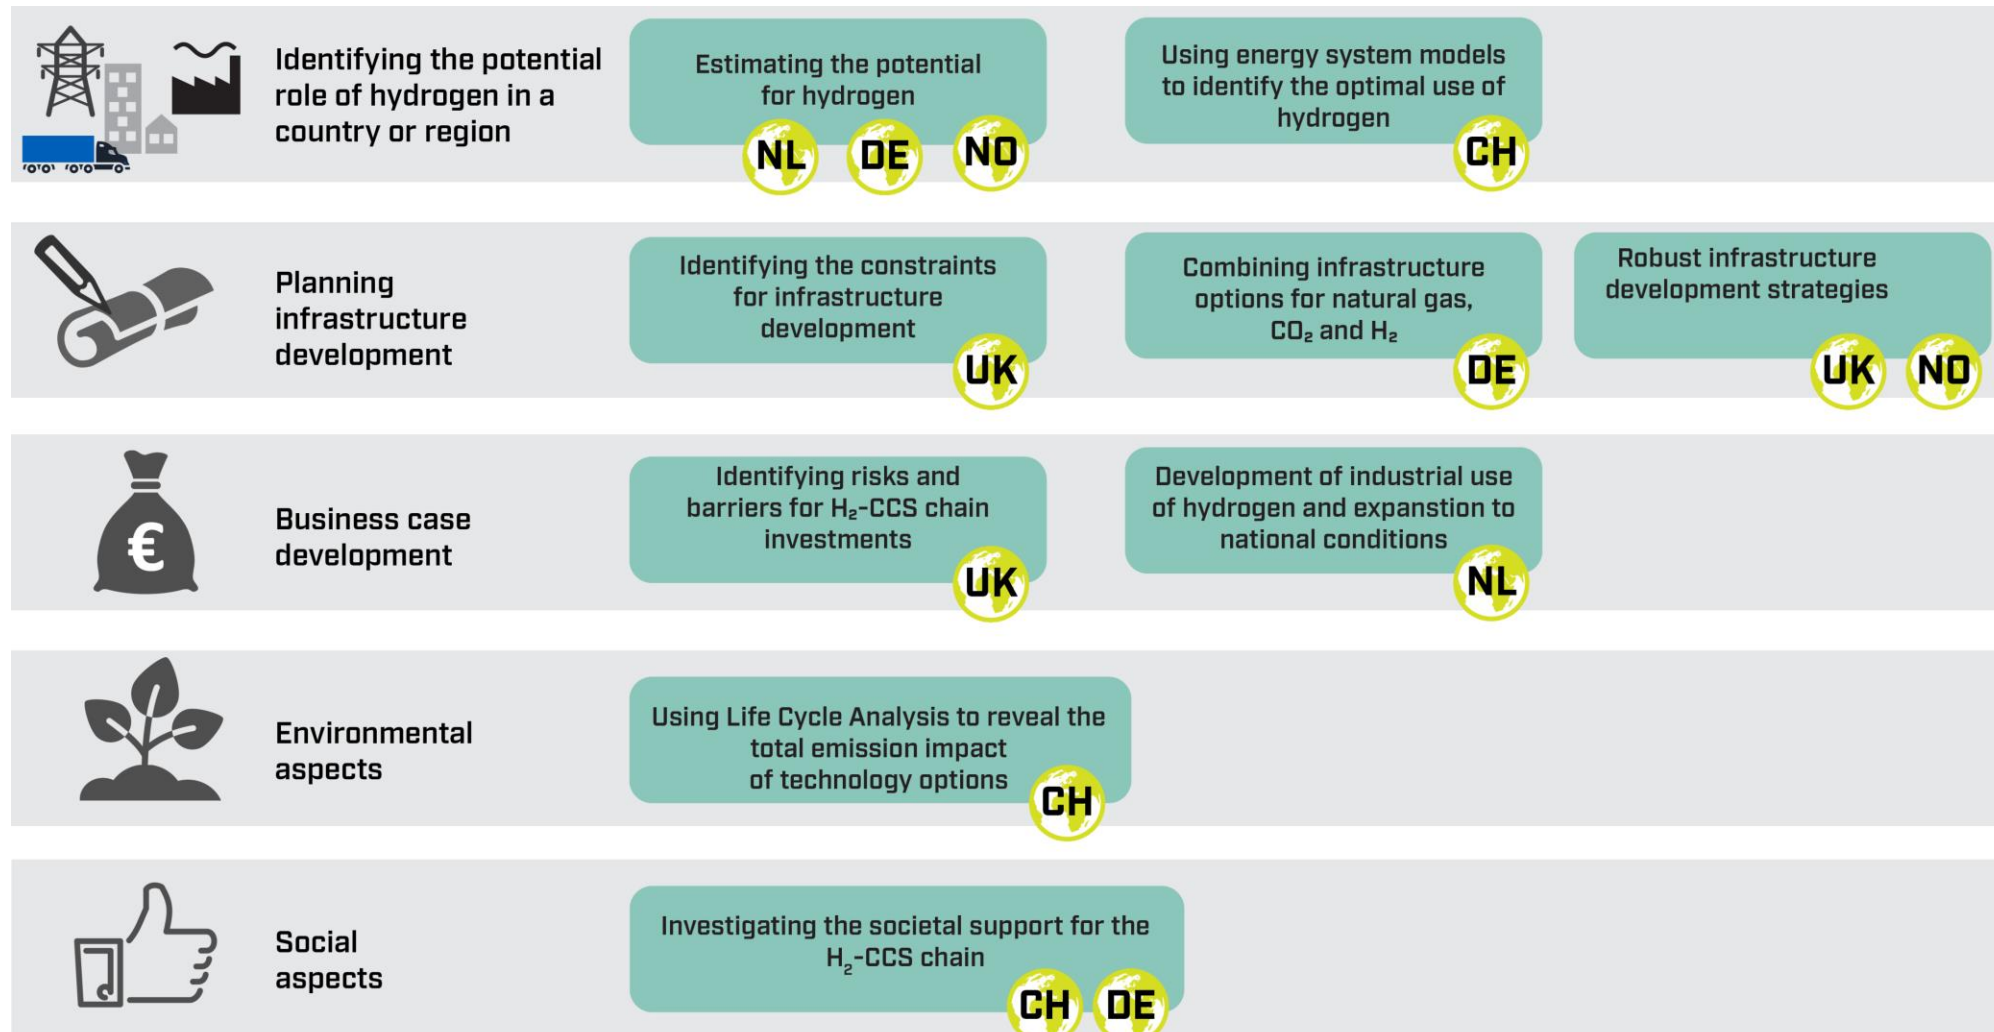 Identifying the potential
role of hydrogen in a
country or region
Estimating the potential
for hydrogen
NL DE NO
Using energy system models
to identify the optimal use of
hydrogen
CH
Planning
infrastructure
development
Identifying the constraints
for infrastructure
development
UK
Combining infrastructure
options for natural gas,
CO₂ and H₂
DE
Robust infrastructure
development strategies
UK NO
€
Business case
development
Identifying risks and
barriers for H₂-CCS chain
investments
UK
Development of industrial use
of hydrogen and expanstion to
national conditions
NL
Environmental
aspects
Using Life Cycle Analysis to reveal the
total emission impact
of technology options
CH
Social
aspects
Investigating the societal support for the
H₂-CCS chain
CH DE